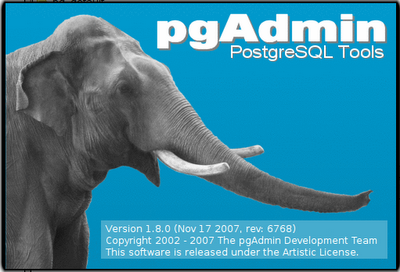 pgAdmin
PostgreSQL Tools
Version 1.8.0 (Nov 17 2007, rev: 6768)
Copyright 2002 - 2007 The pgAdmin Development Team
This software is released under the Artistic License.